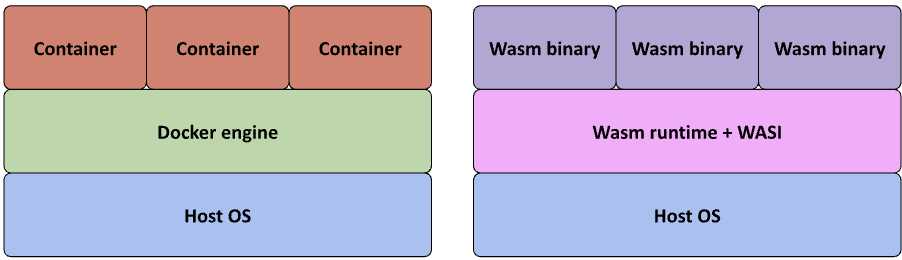 Container
Container
Container
Docker engine
Host OS
Wasm binary
Wasm binary
Wasm binary
Wasm runtime + WASI
Host OS